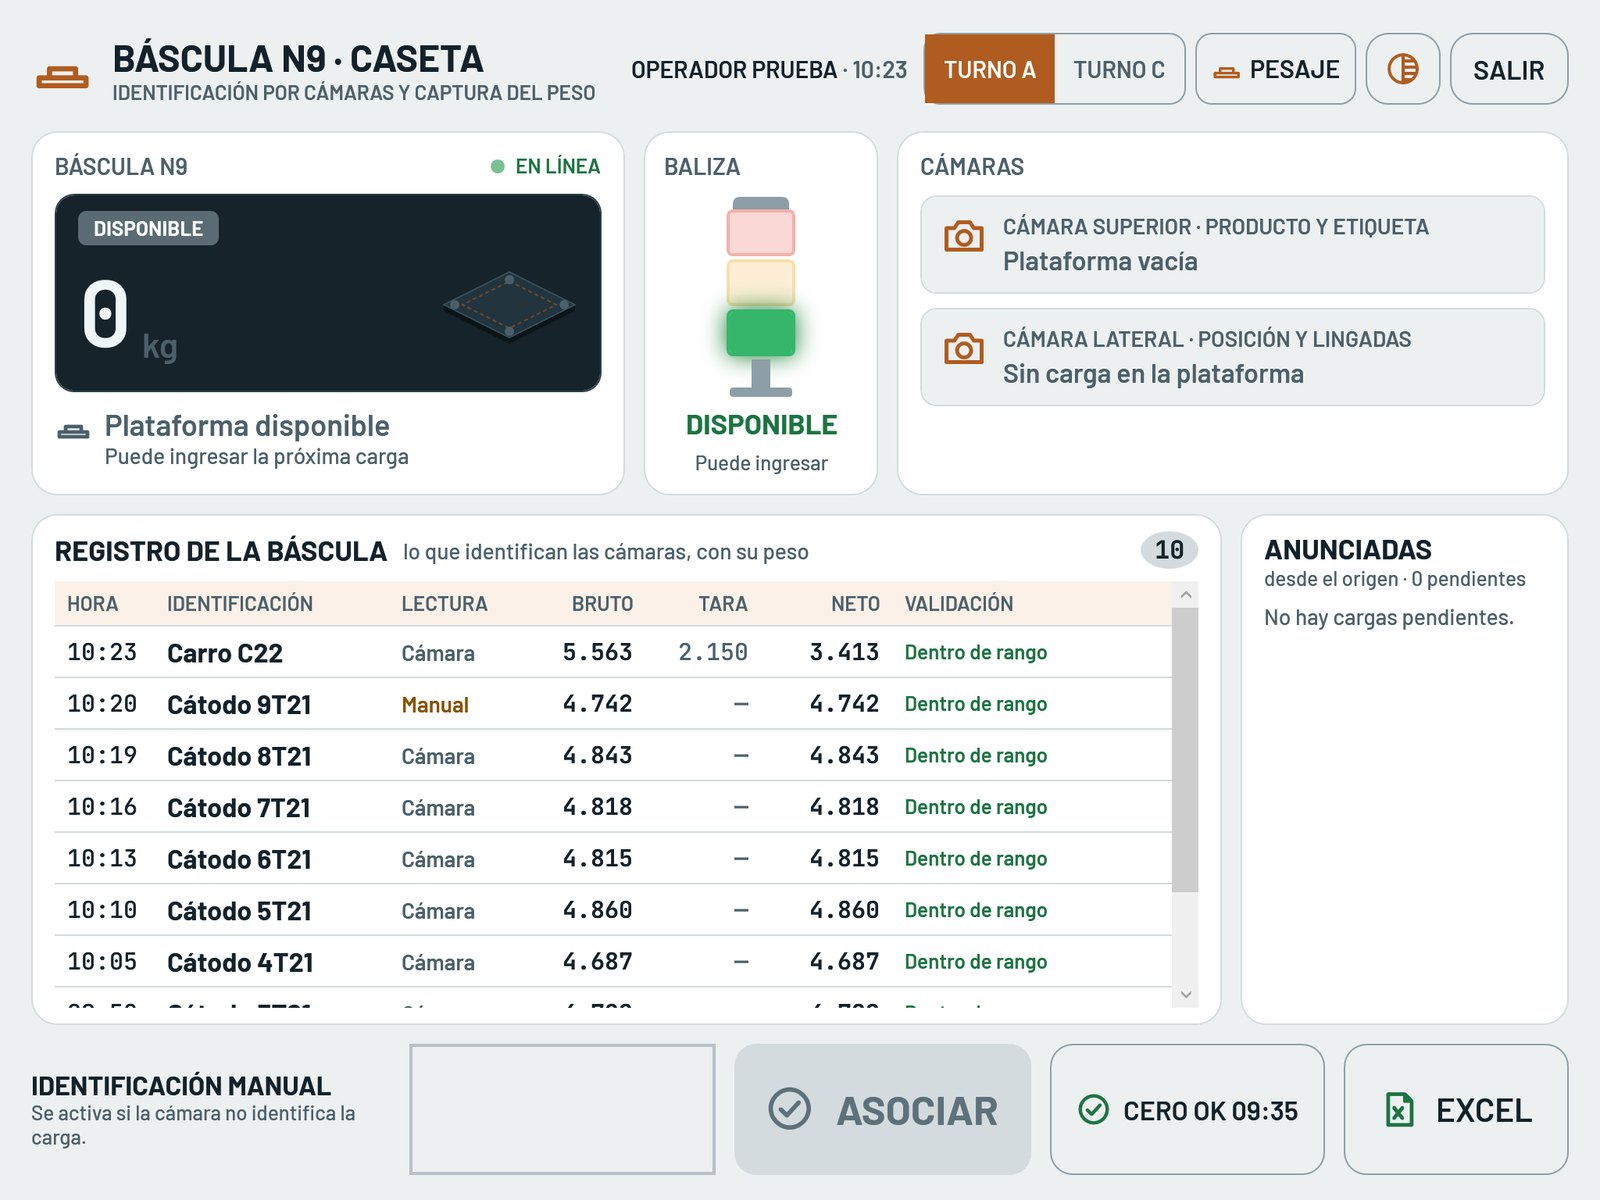 BÁSCULA N9 · CASETA
IDENTIFICACIÓN POR CÁMARAS Y CAPTURA DEL PESO
OPERADOR PRUEBA · 10:23
TURNO A
TURNO C
PESAJE
SALIR
BÁSCULA N9
EN LÍNEA
DISPONIBLE
0 kg
Plataforma disponible
Puede ingresar la próxima carga
BALIZA
DISPONIBLE
Puede ingresar
CÁMARAS
CÁMARA SUPERIOR · PRODUCTO Y ETIQUETA
Plataforma vacía
CÁMARA LATERAL · POSICIÓN Y LINGADAS
Sin carga en la plataforma
REGISTRO DE LA BÁSCULA lo que identifican las cámaras, con su peso 10
HORA IDENTIFICACIÓN LECTURA BRUTO TARA NETO VALIDACIÓN
10:23 Carro C22 Cámara 5.563 2.150 3.413 Dentro de rango
10:20 Cátodo 9T21 Manual 4.742 — 4.742 Dentro de rango
10:19 Cátodo 8T21 Cámara 4.843 — 4.843 Dentro de rango
10:16 Cátodo 7T21 Cámara 4.818 — 4.818 Dentro de rango
10:13 Cátodo 6T21 Cámara 4.815 — 4.815 Dentro de rango
10:10 Cátodo 5T21 Cámara 4.860 — 4.860 Dentro de rango
10:05 Cátodo 4T21 Cámara 4.687 — 4.687 Dentro de rango
ANUNCIADAS
desde el origen · 0 pendientes
No hay cargas pendientes.
IDENTIFICACIÓN MANUAL
Se activa si la cámara no identifica la
carga.
ASOCIAR
CERO OK 09:35
EXCEL